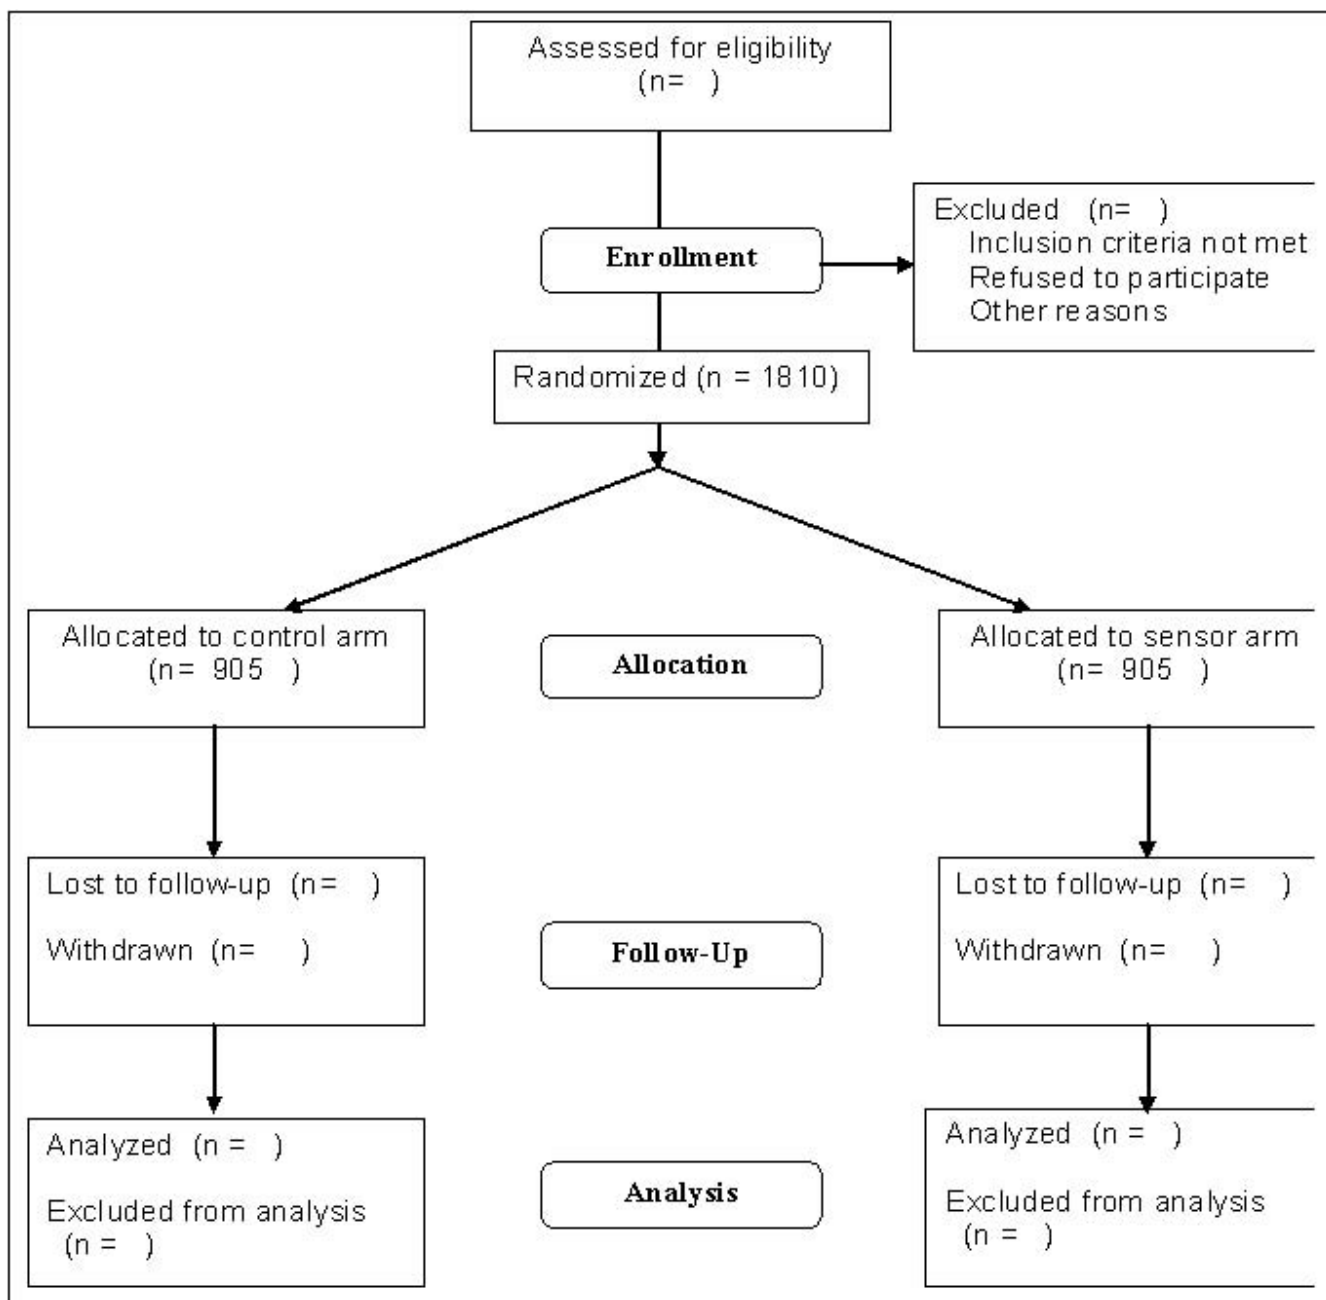 Assessed for eligibility
(n= )
Excluded (n= )
Inclusion criteria not met
Refused to participate
Other reasons
Enrollment
Randomized (n = 1810)
Allocated to control arm
(n= 905 )
Allocation
Allocated to sensor arm
(n= 905 )
Lost to follow-up (n= )
Withdrawn (n= )
Follow-Up
Lost to follow-up (n= )
Withdrawn (n= )
Analyzed (n = )
Excluded from analysis
(n = )
Analysis
Analyzed (n = )
Excluded from analysis
(n = )